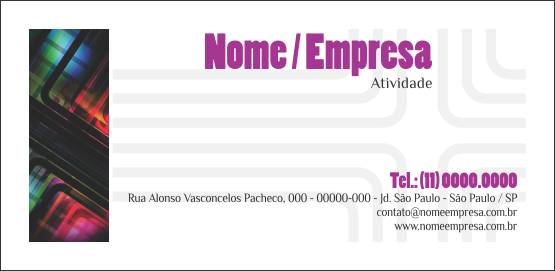 Nome / Empresa
Atividade
Tel.: (11) 0000.0000
Rua Alonso Vasconcelos Pacheco, 000 - 00000-000 - Jd. São Paulo - São Paulo / SP
contato@nomeempresa.com.br
www.nomeempresa.com.br